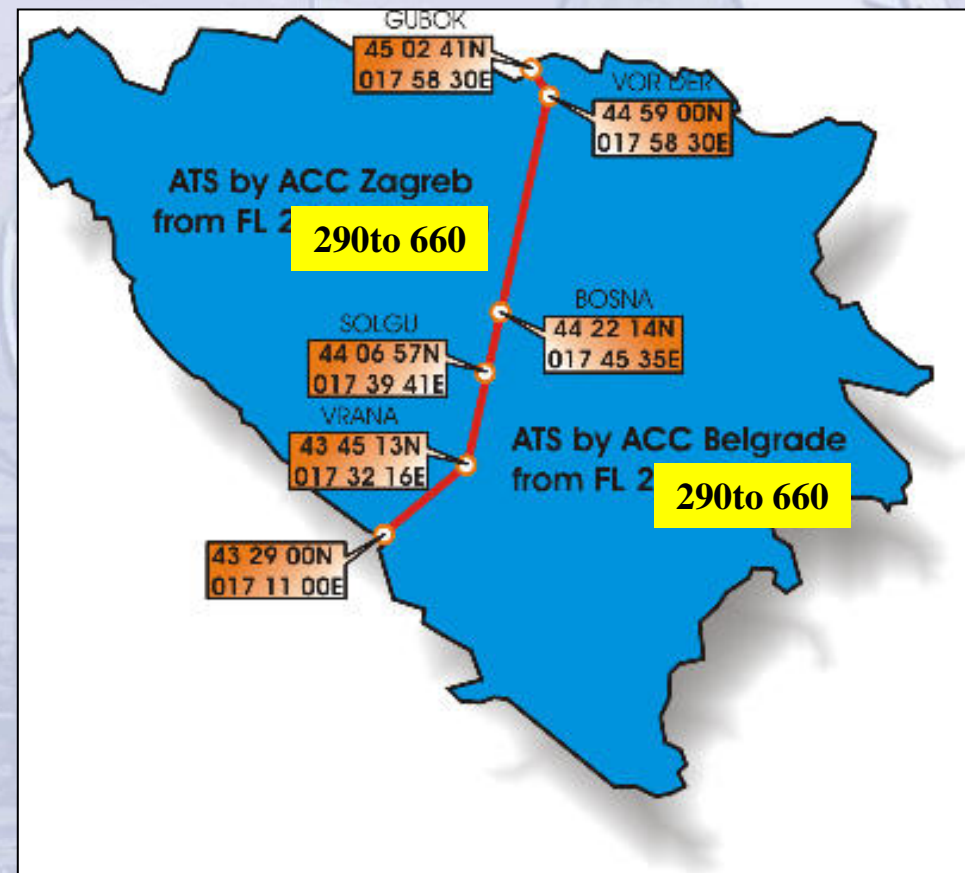 GUBOK
45 02 41N
017 58 30E
VOR DER
44 59 00N
017 58 30E
ATS by ACC Zagreb
from FL 2
290to 660
BOSNA
44 22 14N
017 45 35E
SOLGU
44 06 57N
017 39 41E
VRANA
43 45 13N
017 32 16E
ATS by ACC Belgrade
from FL 2
290to 660
43 29 00N
017 11 00E